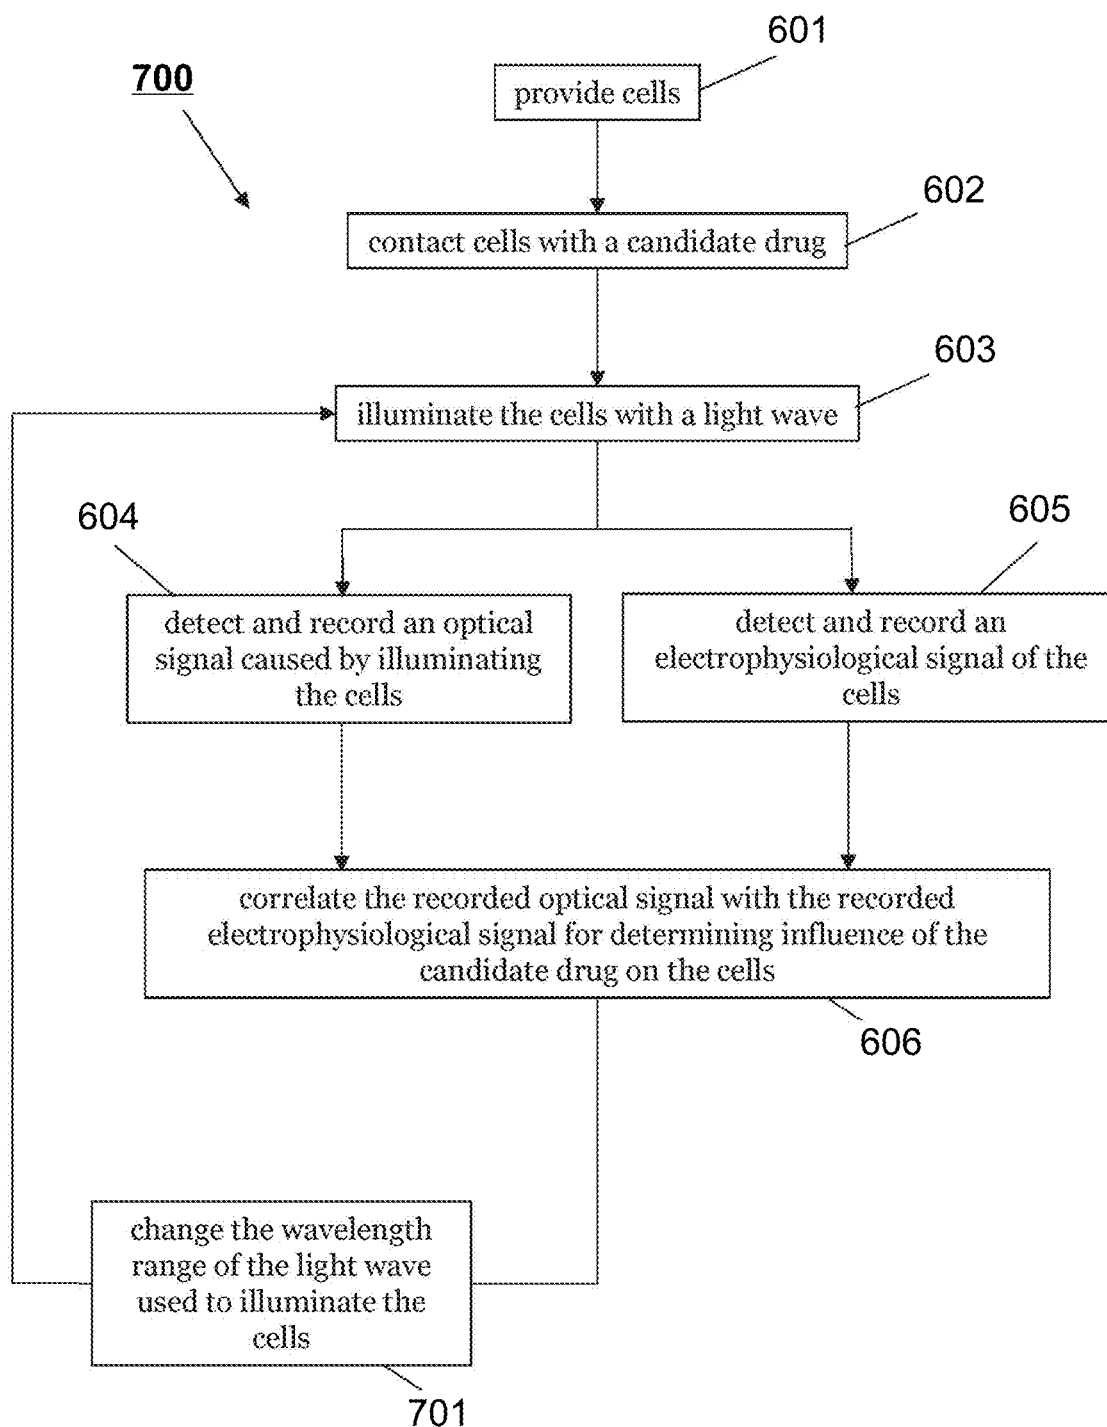 601
700
provide cells
602
contact cells with a candidate drug
603
illuminate the cells with a light wave
604
605
detect and record an optical
signal caused by illuminating
the cells
detect and record an
electrophysiological signal of the
cells
correlate the recorded optical signal with the recorded
electrophysiological signal for determining influence of the
candidate drug on the cells
606
change the wavelength
range of the light wave
used to illuminate the
cells
701